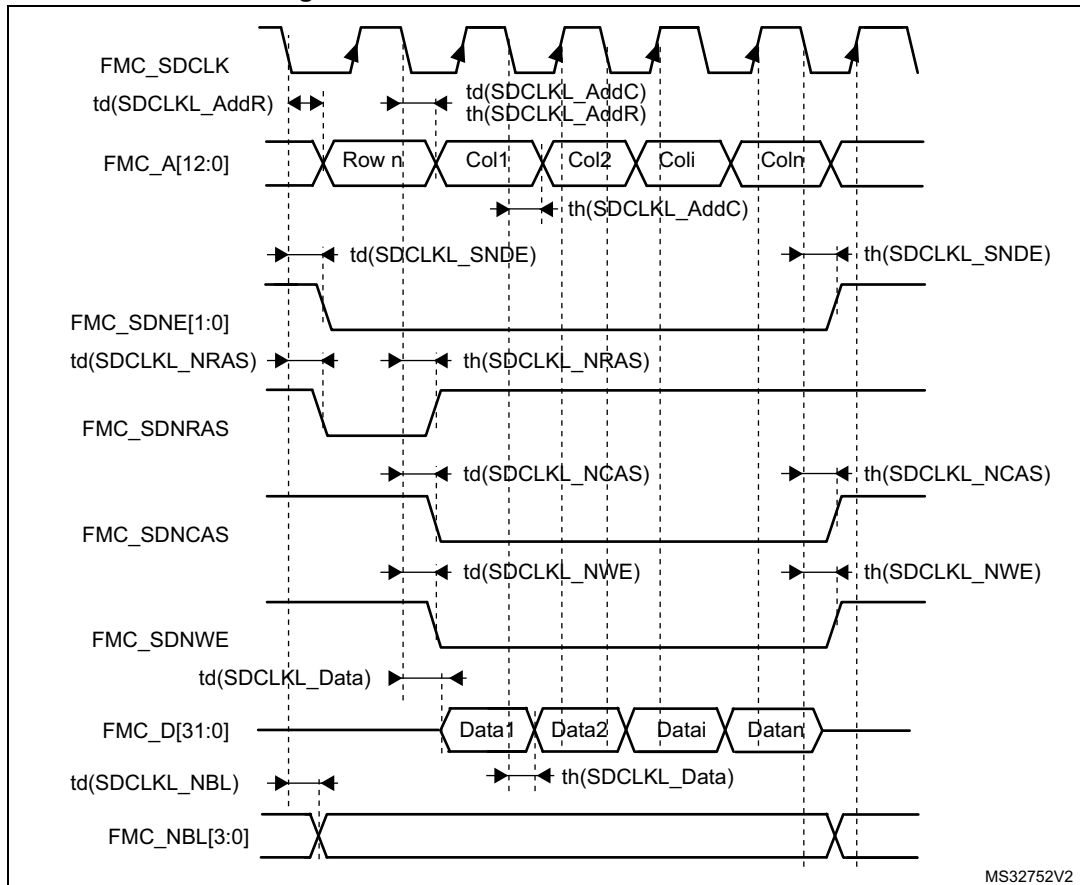 FMC_SDCLK
td(SDCLKL_AddR)
td(SDCLKL_AddC)
th(SDCLKL_AddR)
FMC_A[12:0]
Row n
Col1
Col2
Coli
Coln
th(SDCLKL_AddC)
td(SDCLKL_SNDE)
th(SDCLKL_SNDE)
FMC_SDNE[1:0]
td(SDCLKL_NRAS)
th(SDCLKL_NRAS)
FMC_SDNRAS
td(SDCLKL_NCAS)
th(SDCLKL_NCAS)
FMC_SDNCAS
td(SDCLKL_NWE)
th(SDCLKL_NWE)
FMC_SDNWE
td(SDCLKL_Data)
FMC_D[31:0]
Data1
Data2
Datai
Datan
th(SDCLKL_Data)
td(SDCLKL_NBL)
FMC_NBL[3:0]
MS32752V2